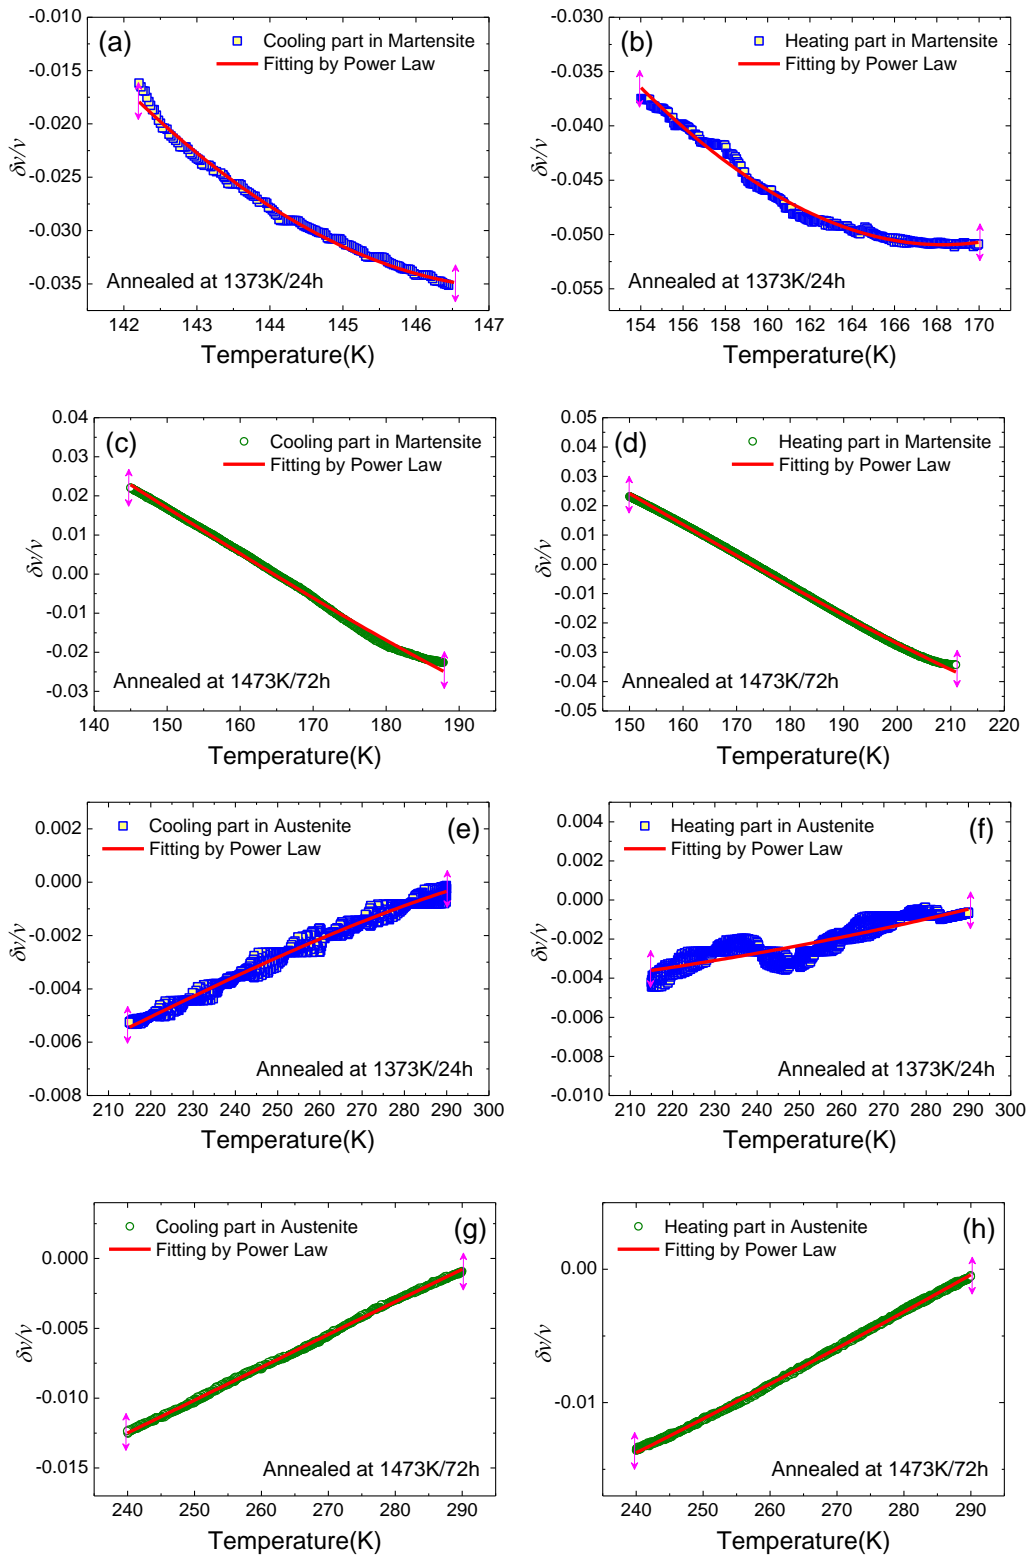 (a)
Cooling part in Martensite
Fitting by Power Law
-0.010
-0.015
-0.020
-0.025
-0.030
-0.035
δν/ν
Annealed at 1373K/24h
142 143 144 145 146 147
Temperature(K)
(b)
Heating part in Martensite
Fitting by Power Law
-0.030
-0.035
-0.040
-0.045
-0.050
-0.055
δν/ν
Annealed at 1373K/24h
154 156 158 160 162 164 166 168 170
Temperature(K)
(c)
Cooling part in Martensite
Fitting by Power Law
0.04
0.03
0.02
0.01
0.00
-0.01
-0.02
-0.03
δν/ν
Annealed at 1473K/72h
140 150 160 170 180 190
Temperature(K)
(d)
Heating part in Martensite
Fitting by Power Law
0.05
0.04
0.03
0.02
0.01
0.00
-0.01
-0.02
-0.03
-0.04
-0.05
δν/ν
Annealed at 1473K/72h
150 160 170 180 190 200 210 220
Temperature(K)
Cooling part in Austenite
(e)
Fitting by Power Law
0.002
0.000
-0.002
-0.004
-0.006
-0.008
δν/ν
Annealed at 1373K/24h
210 220 230 240 250 260 270 280 290 300
Temperature(K)
Heating part in Austenite
(f)
Fitting by Power Law
0.004
0.002
0.000
-0.002
-0.004
-0.006
-0.008
-0.010
δν/ν
Annealed at 1373K/24h
210 220 230 240 250 260 270 280 290 300
Temperature(K)
Cooling part in Austenite
(g)
Fitting by Power Law
0.000
-0.005
-0.010
-0.015
δν/ν
Annealed at 1473K/72h
240 250 260 270 280 290
Temperature(K)
Heating part in Austenite
(h)
Fitting by Power Law
0.00
-0.01
δν/ν
Annealed at 1473K/72h
240 250 260 270 280 290
Temperature(K)